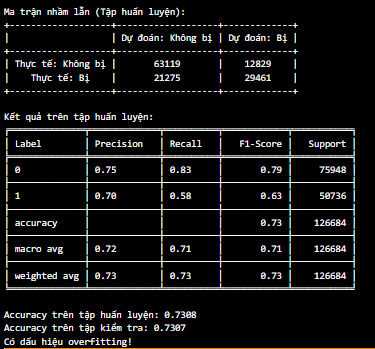 Ma trận nhầm lẫn (Tập huấn luyện):
Dự đoán: Không bị | Dự đoán: Bị
Thực tế: Không bị | 63119 | 12829
Thực tế: Bị | 21275 | 29461
Kết quả trên tập huấn luyện:
Label | Precision | Recall | F1-Score | Support
0 | 0.75 | 0.83 | 0.79 | 75948
1 | 0.70 | 0.58 | 0.63 | 50736
accuracy | | | 0.73 | 126684
macro avg | 0.72 | 0.71 | 0.71 | 126684
weighted avg | 0.73 | 0.73 | 0.73 | 126684
Accuracy trên tập huấn luyện: 0.7308
Accuracy trên tập kiểm tra: 0.7307
Có dấu hiệu overfitting!